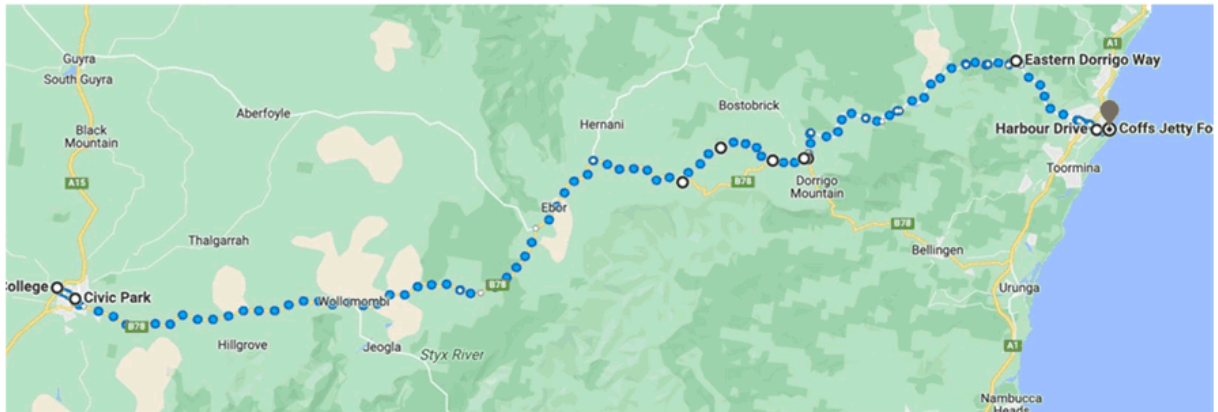 A1
Guyra
South Guyra
Eastern Dorrigo Way
Bostobrick
Aberfoyle
Hernani
Black
Mountain
Harbour Drive
Coffs Jetty Fo
Toormina
A15
B78
Dorrigo
Mountain
Ebor
B78
Thalgarrah
Bellingen
ollege
Civic Park
B78
Urunga
Wollomombi
B78
Hillgrove
Jeogla
Styx River
A1
Nambucca
Heads